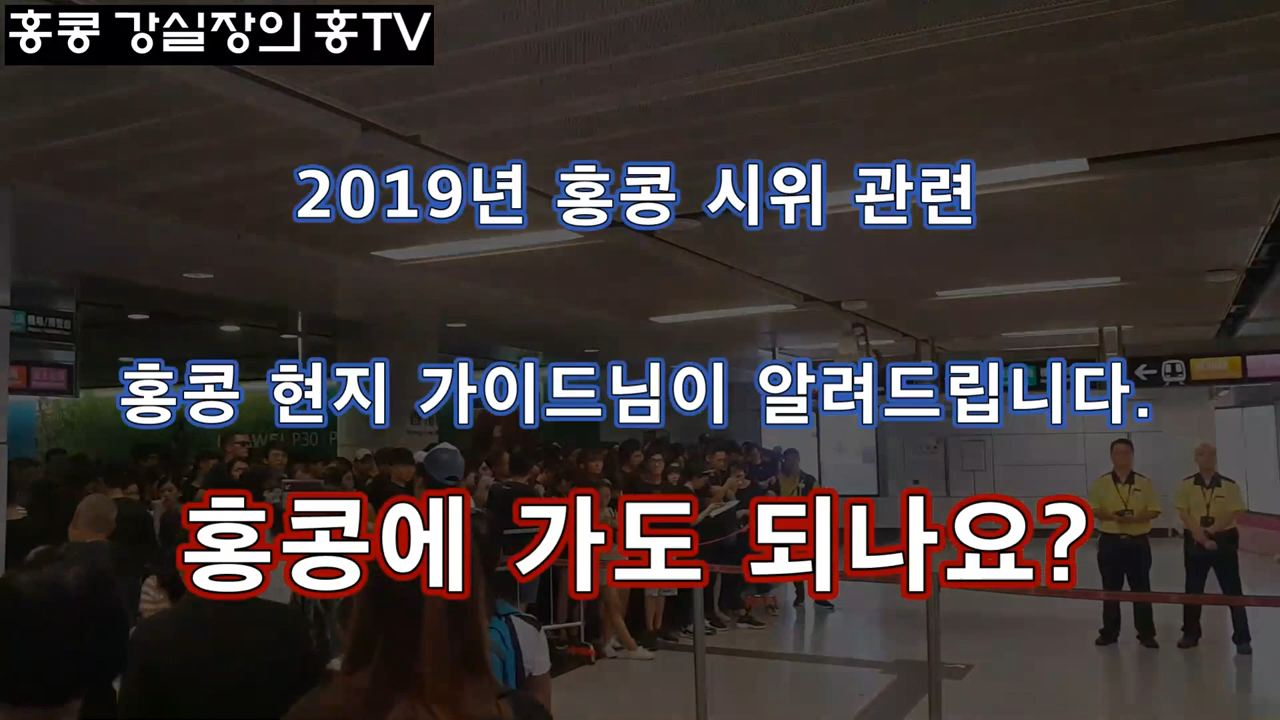 홍콩 강실장의 홍TV
2019년 홍콩 시위 관련
홍콩 현지 가이드님이 알려드립니다.
HUAWEI P30 P
홍콩에 가도 되나요?